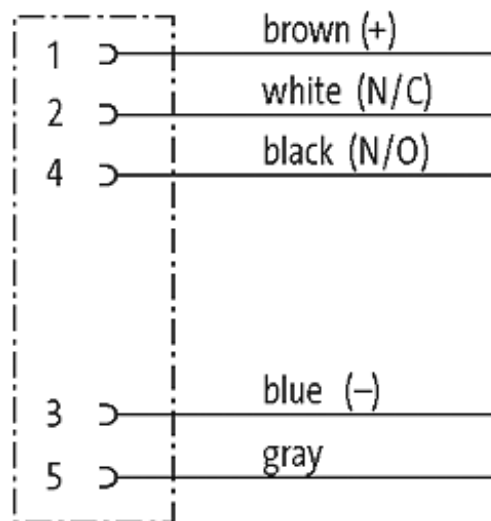 1 brown (+)
2 white (N/C)
4 black (N/O)
3 blue (–)
5 gray